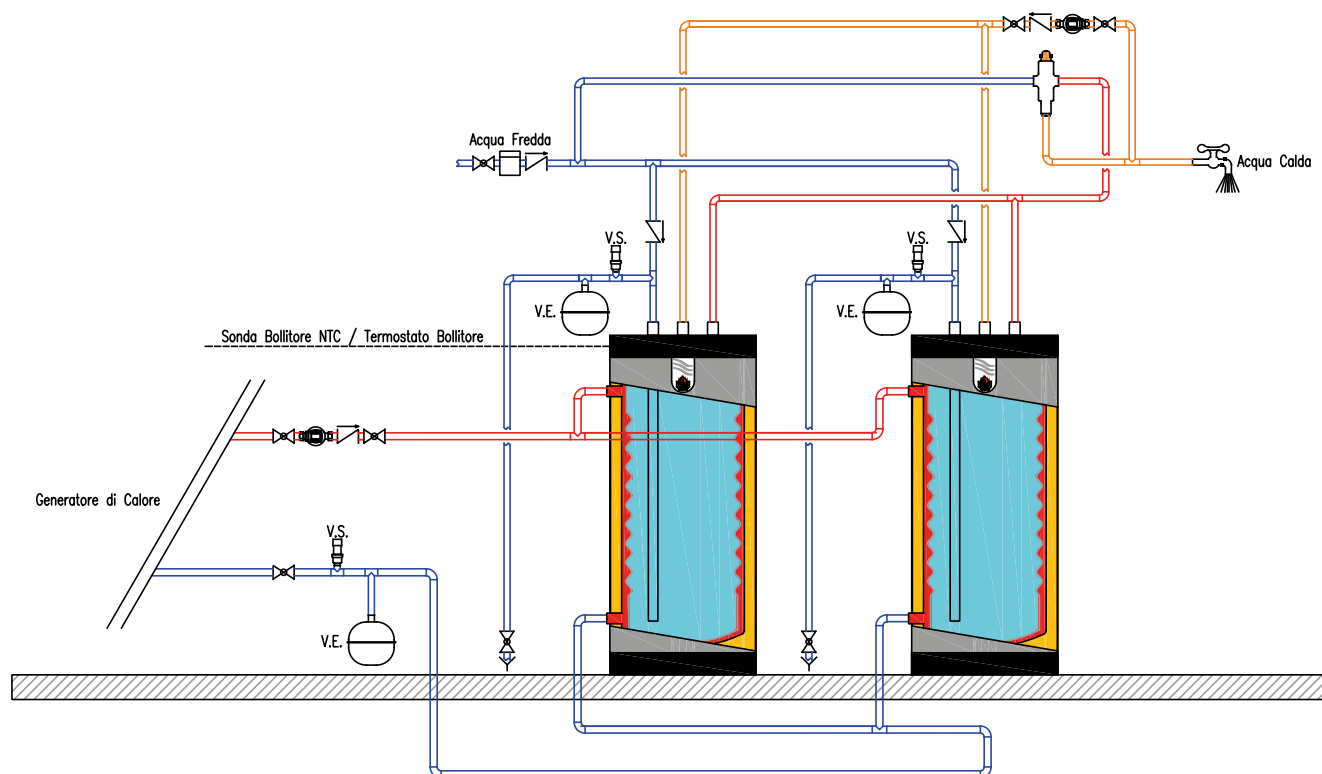 Acqua Fredda
Acqua Calda
V.S.
V.S.
V.E.
V.E.
Sonda Bollitore NTC / Termostato Bollitore
Generatore di Calore
V.S.
V.E.